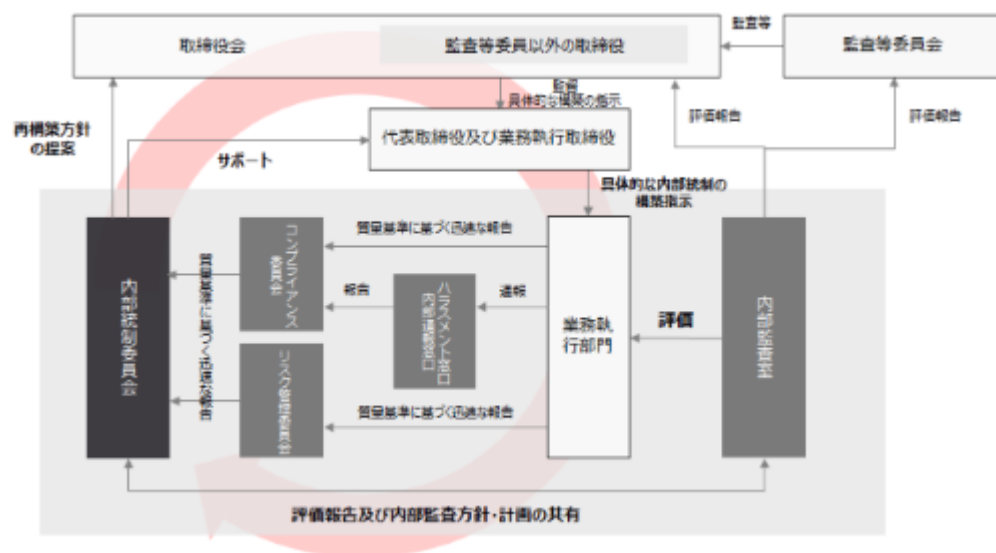 取締役会
監査等委員以外の取締役
監査等
監査等委員会
監督
具体的な構築の指示
代表取締役及び業務執行取締役
評価報告
評価報告
再構築方針
の提案
サポート
具体的な内部統制の
構築指示
内部統制委員会
質量基準に基づく迅速な報告
コンプライアンス
委員会
リスク管理委員会
質量基準に基づく迅速な報告
報告
ハラスメント窓口
内部通報窓口
通報
質量基準に基づく迅速な報告
業務執
行部門
評価
内部監査室
評価報告及び内部監査方針・計画の共有